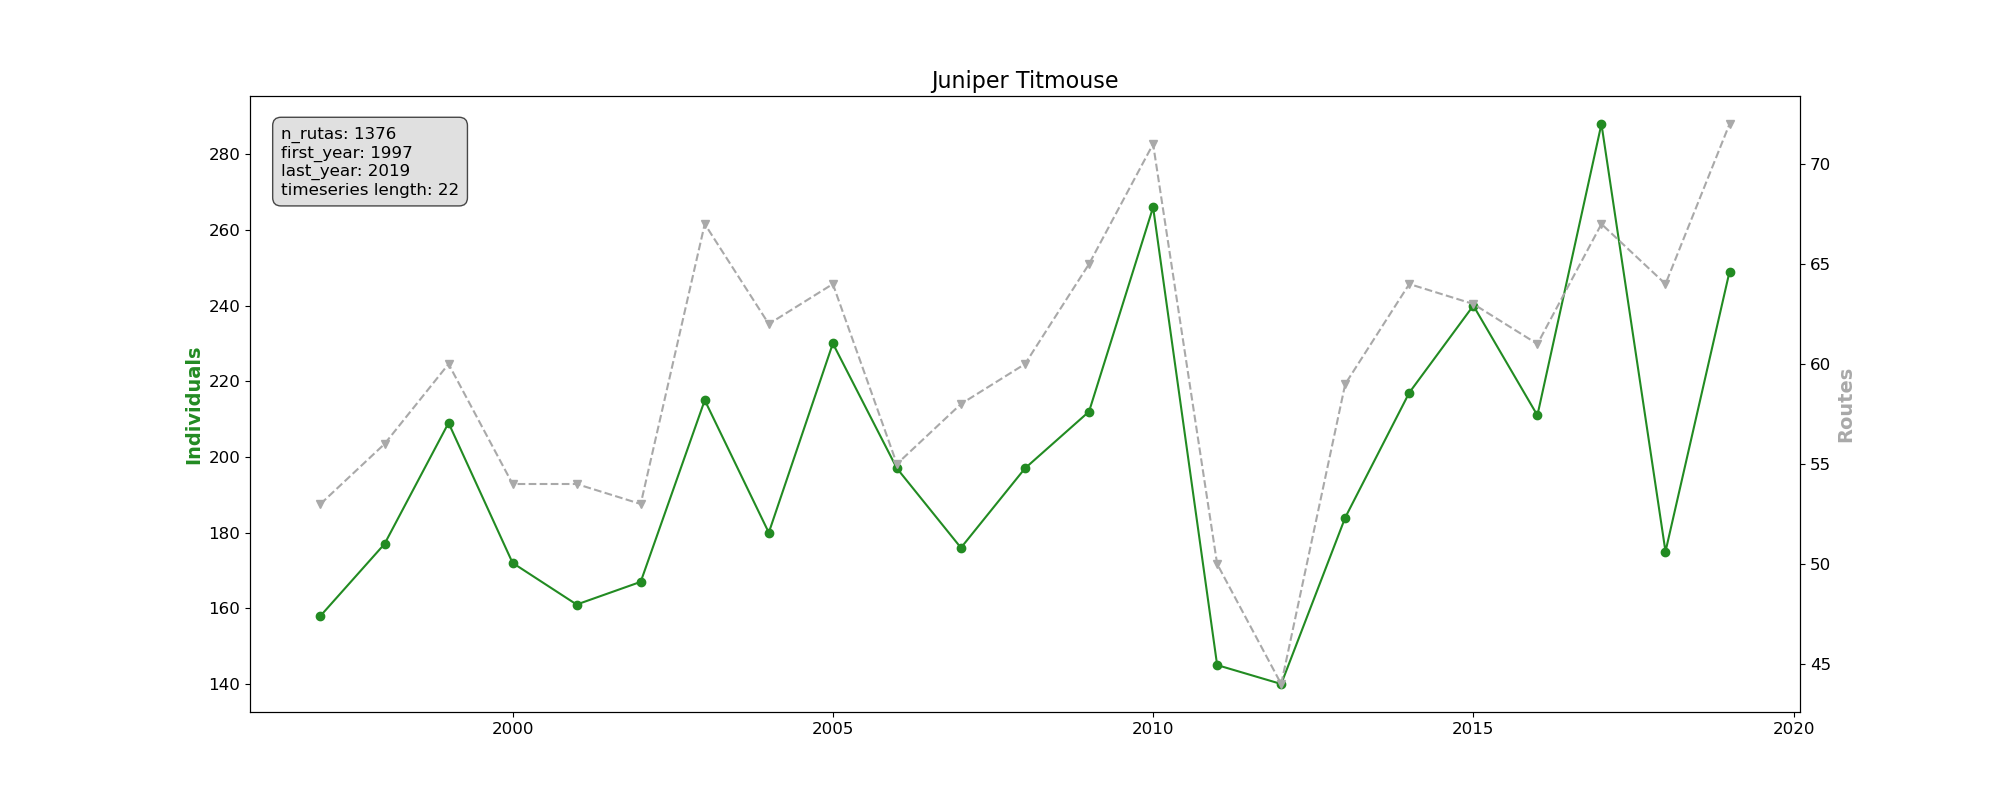 Juniper Titmouse
n_rutas: 1376
first_year: 1997
last_year: 2019
timeseries length: 22
280
260
240
220
200
180
160
140
Individuals
70
65
60
55
50
45
Routes
2000 2005 2010 2015 2020